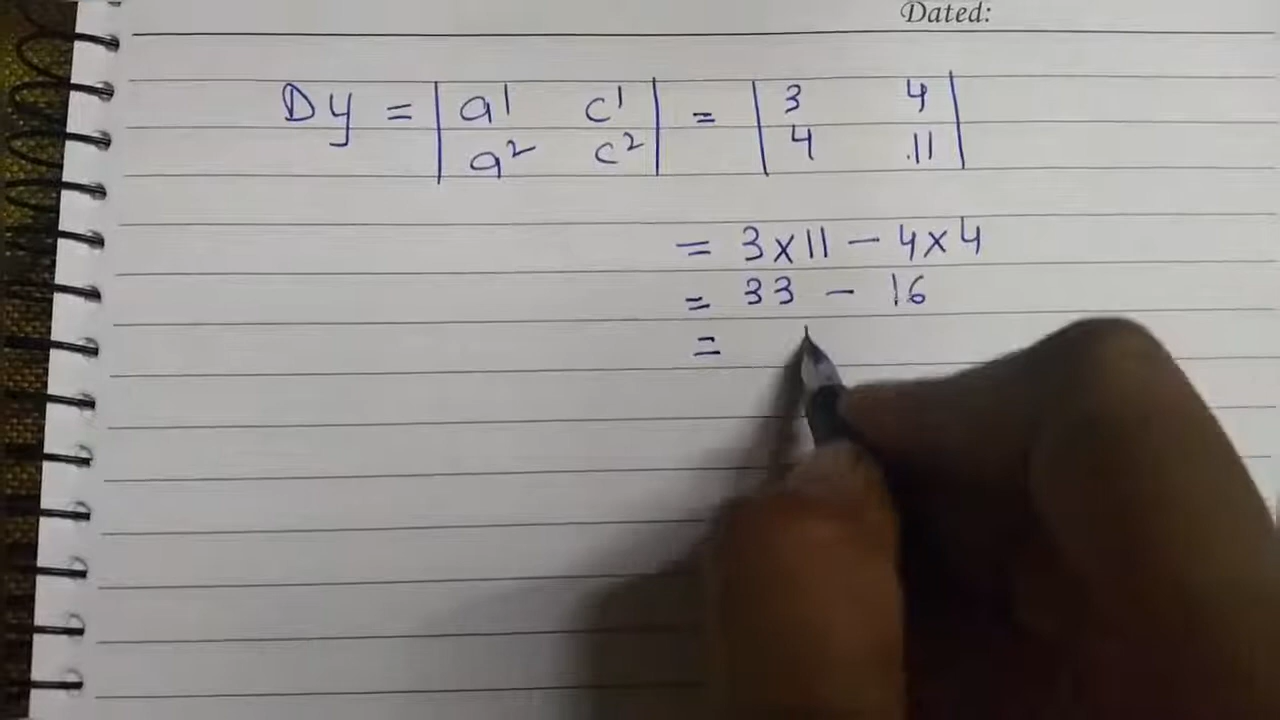 Dated:
Dy = | a1 c1 | = | 3 4 |
| a2 c2 | | 4 11 |
= 3x11 - 4x4
= 33 - 16
=